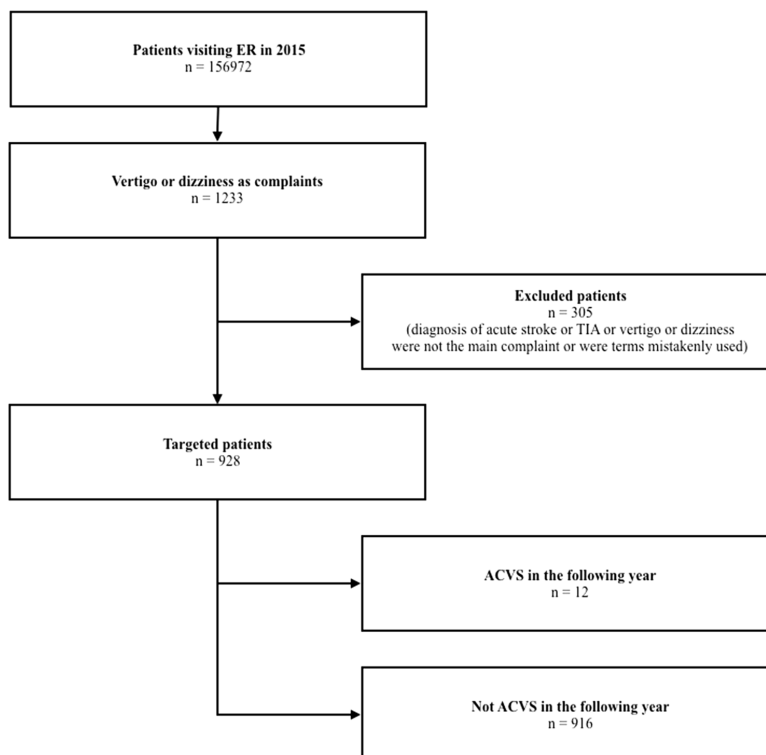 Patients visiting ER in 2015
n = 156972
Vertigo or dizziness as complaints
n = 1233
Excluded patients
n = 305
(diagnosis of acute stroke or TIA or vertigo or dizziness
were not the main complaint or were terms mistakenly used)
Targeted patients
n = 928
ACVS in the following year
n = 12
Not ACVS in the following year
n = 916